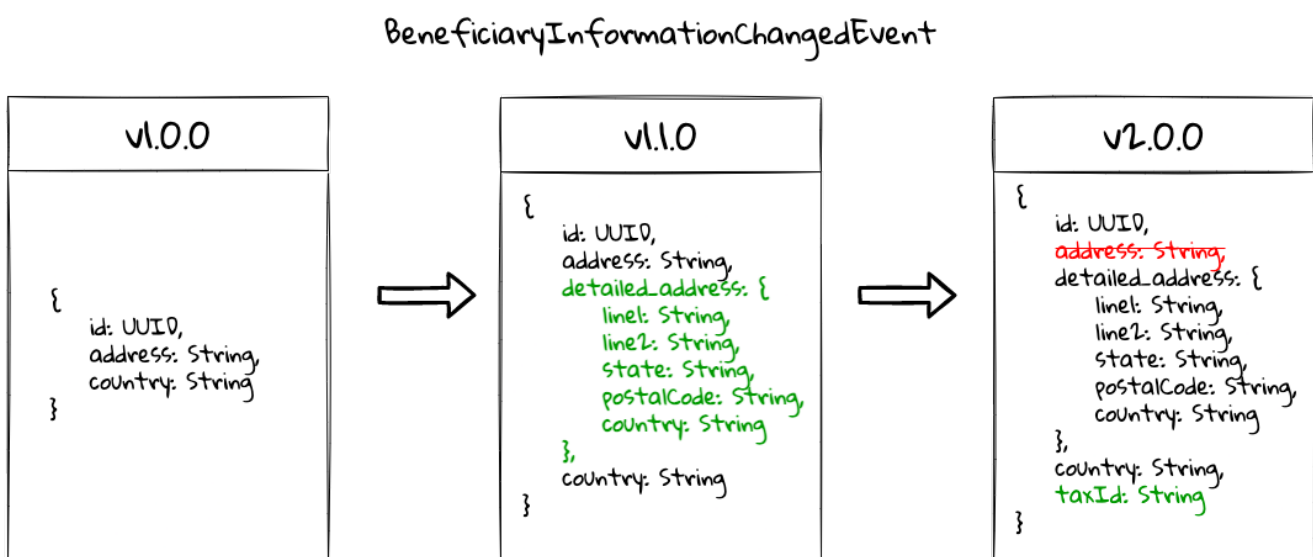 BeneficiaryInformationChangedEvent
v1.0.0
{
id: UUID,
address: String,
country: String
}
v1.1.0
{
id: UUID,
address: String,
detailed_address: {
line1: String,
line2: String,
state: String,
postalCode: String,
country: String
},
country: String
}
v2.0.0
{
id: UUID,
address: String,
detailed_address: {
line1: String,
line2: String,
state: String,
postalCode: String,
country: String
},
country: String,
taxId: String
}